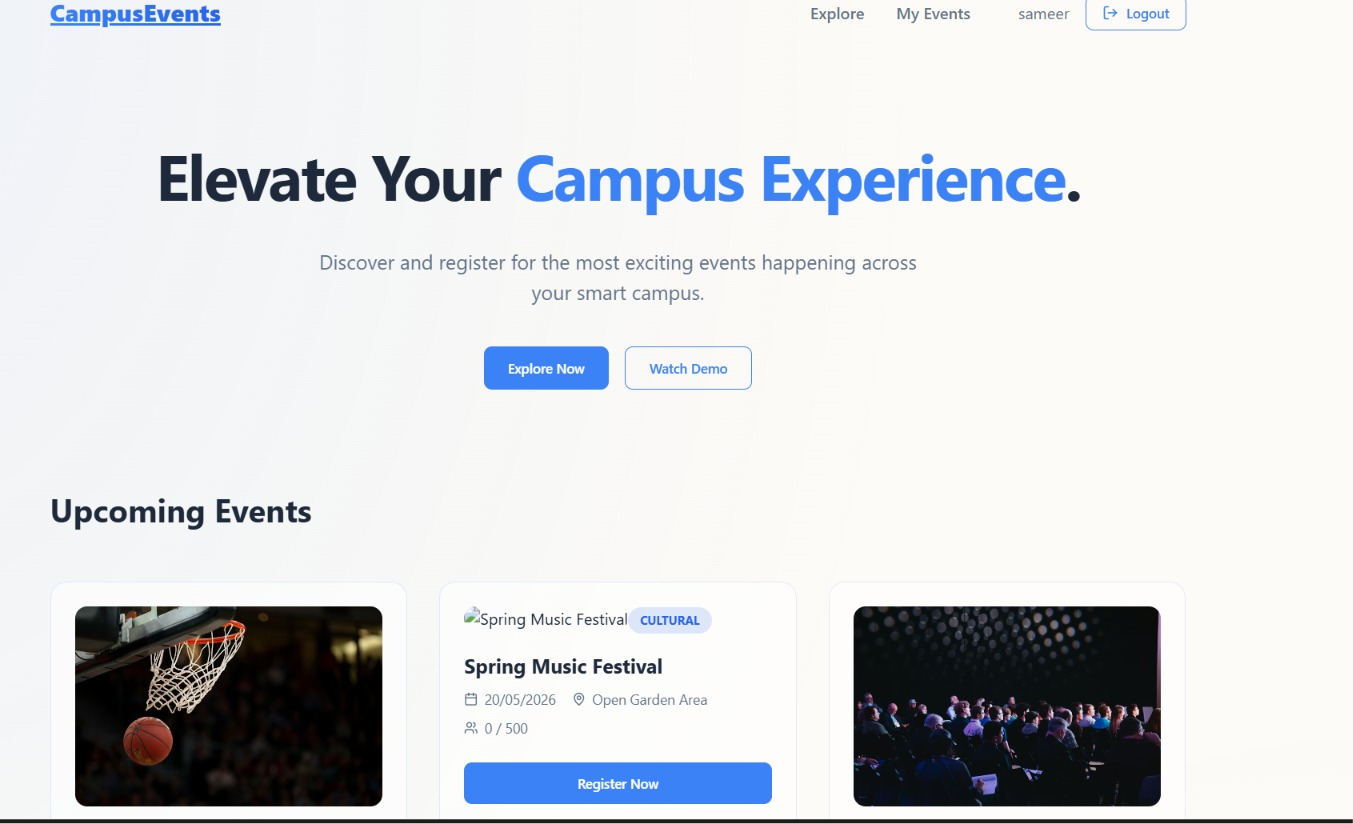 CampusEvents
Explore
My Events
sameer
Logout
Elevate Your Campus Experience.
Discover and register for the most exciting events happening across
your smart campus.
Explore Now
Watch Demo
Upcoming Events
Spring Music Festival
CULTURAL
Spring Music Festival
20/05/2026
Open Garden Area
0 / 500
Register Now